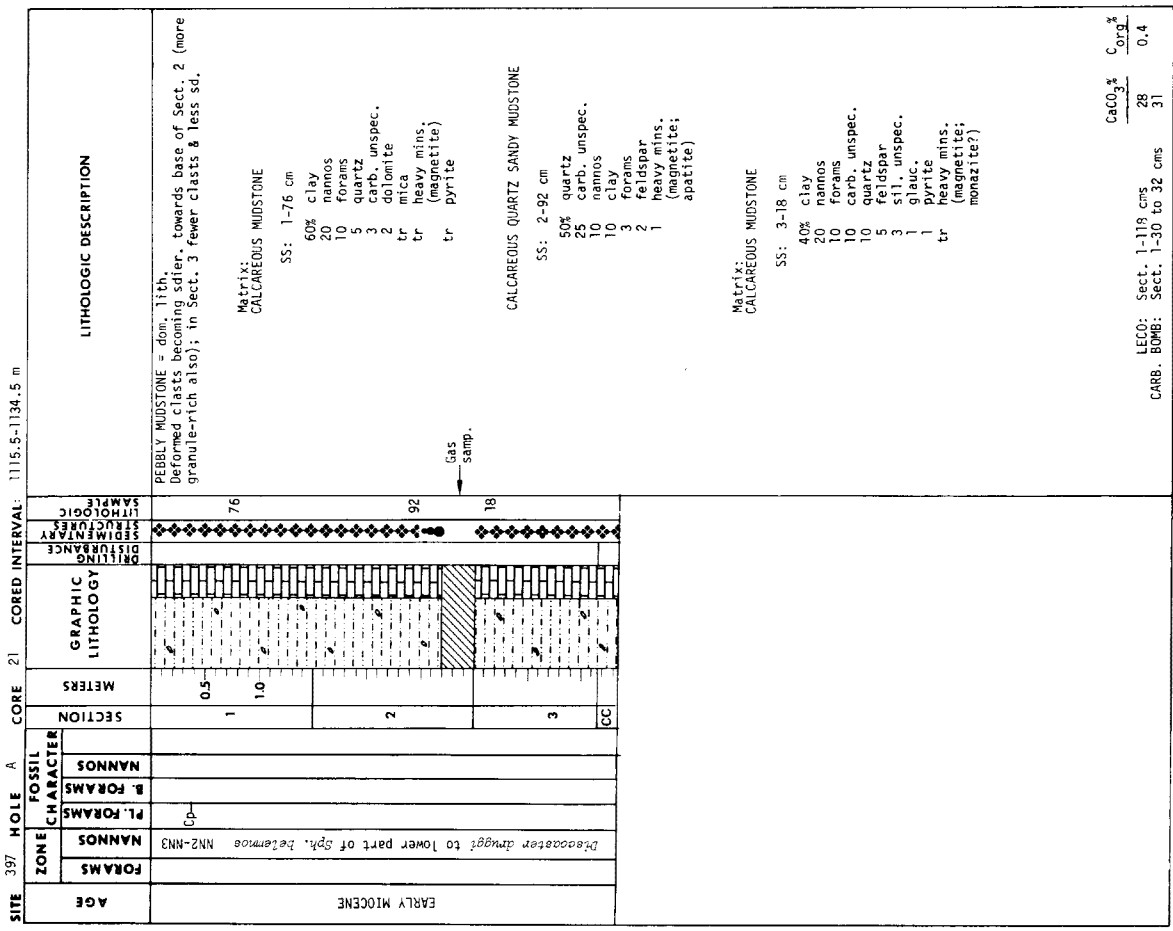 SITE 397 HOLE A CORE 21 CORED INTERVAL: 1115.5-1134.5 m
AGE
ZONE
FORAMS
NANNOS
FOSSIL
CHARACTER
PL. FORAMS
B. FORAMS
NANNOS
SECTION
METERS
GRAPHIC
LITHOLOGY
DRILLING
DISTURBANCE
SEDIMENTARY
STRUCTURES
LITHOLOGIC
SAMPLE
LITHOLOGIC DESCRIPTION
EARLY MIOCENE
Discoaster druggi to lower part of Sph. belemnos NN2-NN3
Cp
1
0.5
1.0
2
3
CC
76
92
18
Gas
samp.
PEBBLY MUDSTONE = dom. lith.
Deformed clasts becoming sdier. towards base of Sect. 2 (more
granule-rich also); in Sect. 3 fewer clasts & less sd.
Matrix:
CALCAREOUS MUDSTONE
SS: 1-76 cm
60% clay
20 nannos
10 forams
5 quartz
3 carb. unspec.
2 dolomite
tr mica
tr heavy mins.
(magnetite)
tr pyrite
CALCAREOUS QUARTZ SANDY MUDSTONE
SS: 2-92 cm
50% quartz
25 carb. unspec.
10 nannos
10 clay
3 forams
2 feldspar
1 heavy mins.
(magnetite;
apatite)
Matrix:
CALCAREOUS MUDSTONE
SS: 3-18 cm
40% clay
20 nannos
10 forams
10 carb. unspec.
10 quartz
5 feldspar
3 sil. unspec.
1 glauc.
1 pyrite
tr heavy mins.
(magnetite;
monazite?)
CaCO3% Corg%
LECO: Sect. 1-118 cms 28 0.4
CARB. BOMB: Sect. 1-30 to 32 cms 31